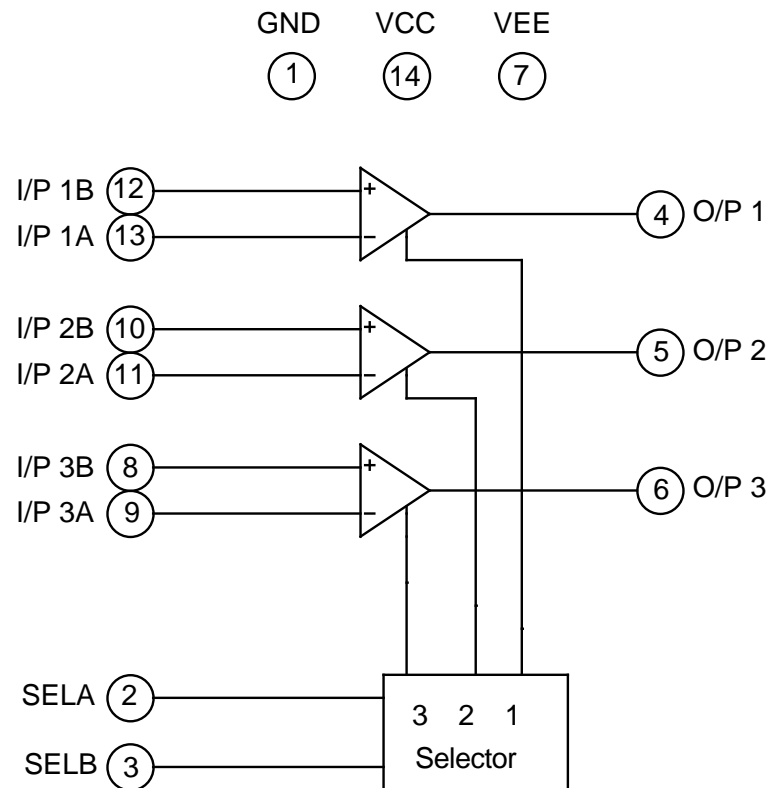 GND VCC VEE
1 14 7
I/P 1B 12 + 4 O/P 1
I/P 1A 13 −
I/P 2B 10 + 5 O/P 2
I/P 2A 11 −
I/P 3B 8 + 6 O/P 3
I/P 3A 9 −
SELA 2
3 2 1
SELB 3 Selector